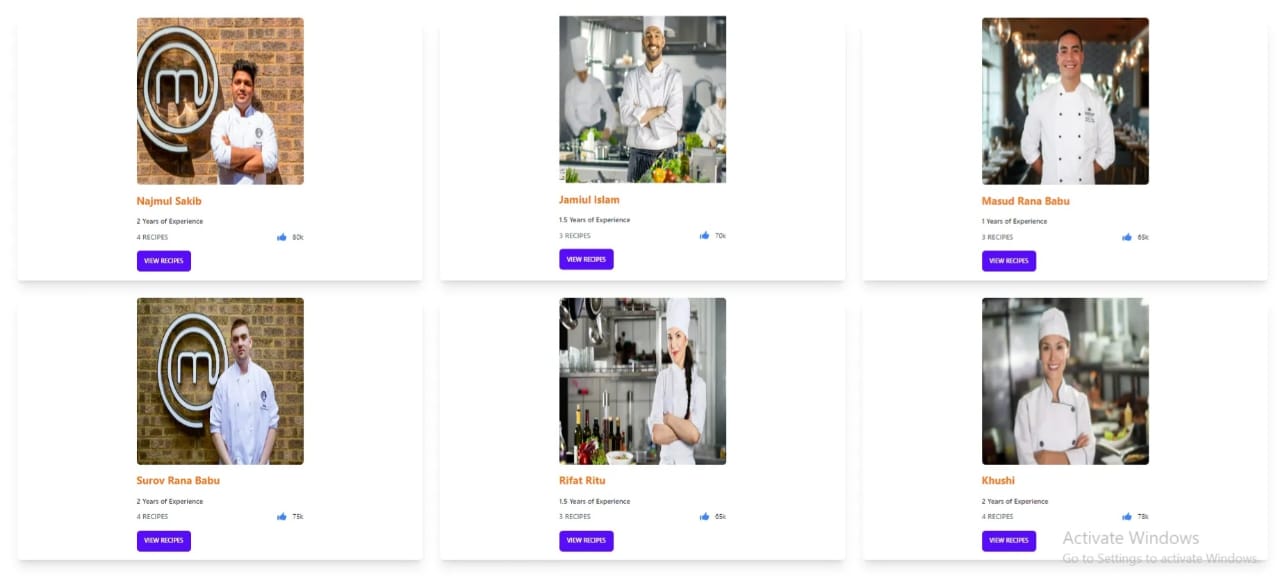 Najmul Sakib
2 Years of Experience
4 RECIPES 80k
VIEW RECIPES
Jamiul Islam
1.5 Years of Experience
3 RECIPES 70k
VIEW RECIPES
Masud Rana Babu
1 Years of Experience
3 RECIPES 65k
VIEW RECIPES
Surov Rana Babu
2 Years of Experience
4 RECIPES 75k
VIEW RECIPES
Rifat Ritu
1.5 Years of Experience
3 RECIPES 65k
VIEW RECIPES
Khushi
2 Years of Experience
4 RECIPES 78k
VIEW RECIPES
Activate Windows
Go to Settings to activate Windows.